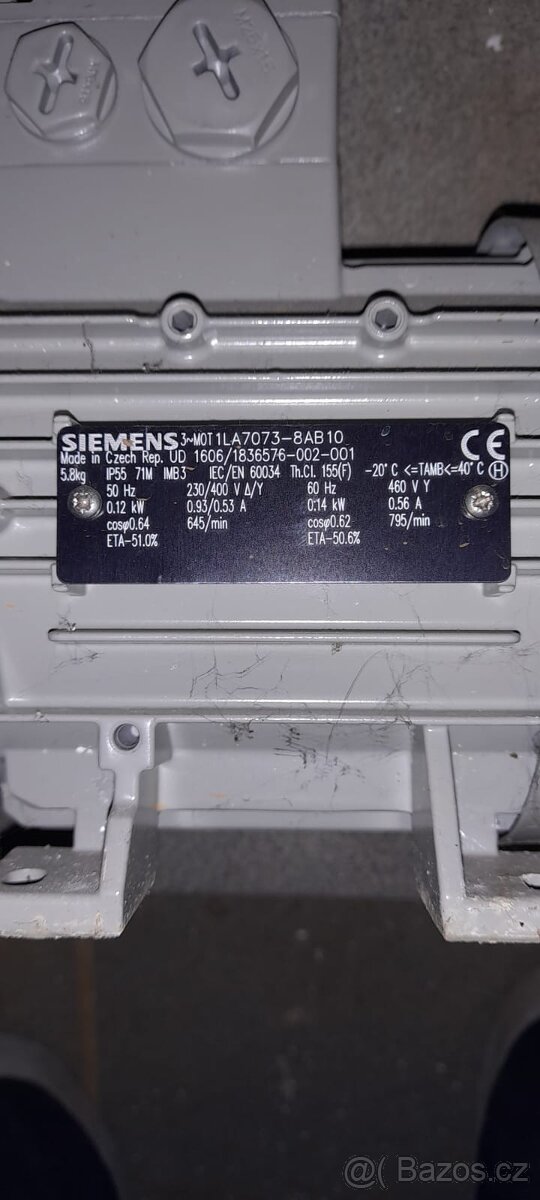 SIEMENS 3~MOT 1LA7073-8AB10
Made in Czech Rep. UD 1606/1836576-002-001 CE
5.8kg IP55 71M IMB3 IEC/EN 60034 Th.Cl. 155(F) -20°C <=TAMB<=40°C H
50 Hz 230/400 V Δ/Y 60 Hz 460 V Y
0.12 kW 0.93/0.53 A 0.14 kW 0.56 A
cosφ0.64 645/min cosφ0.62 795/min
ETA-51.0% ETA-50.6%
@ Bazos.cz